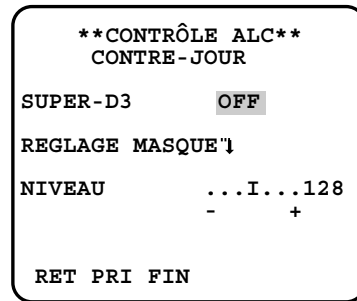 **CONTRÔLE ALC**
CONTRE-JOUR
SUPER-D3 OFF
REGLAGE MASQUE"
NIVEAU ...I...128
- +
RET PRI FIN